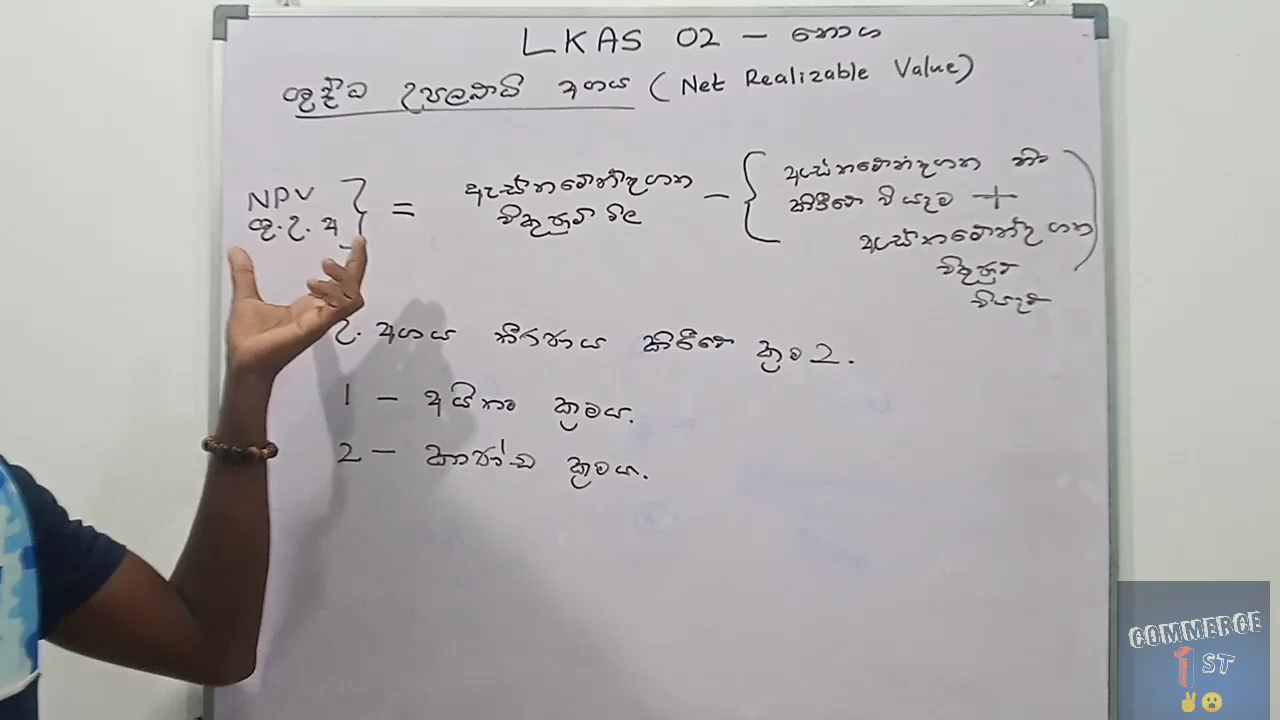 LKAS 02 – තොග
ශුද්ධ උපලබ්ධි අගය (Net Realizable Value)
NPV
ශු.උ.අ
=
ඇස්තමේන්තුගත
විකුණුම් මිල
–
ඇස්තමේන්තුගත නිම
කිරීමේ වියදම +
ඇස්තමේන්තුගත
විකුණුම්
වියදම්
උ. අගය තීරණය කිරීමේ ක්‍රම 2.
1 – අයිතම ක්‍රමය.
2 – කාණ්ඩ ක්‍රමය.
COMMERCE
1ST